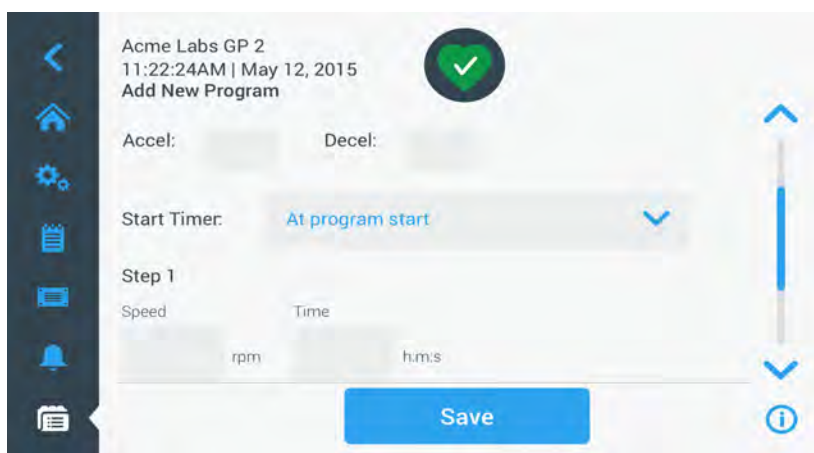 Acme Labs GP 2
11:22:24AM | May 12, 2015
Add New Program
Accel: Decel:
Start Timer: At program start
Step 1
Speed Time
rpm h:m:s
Save